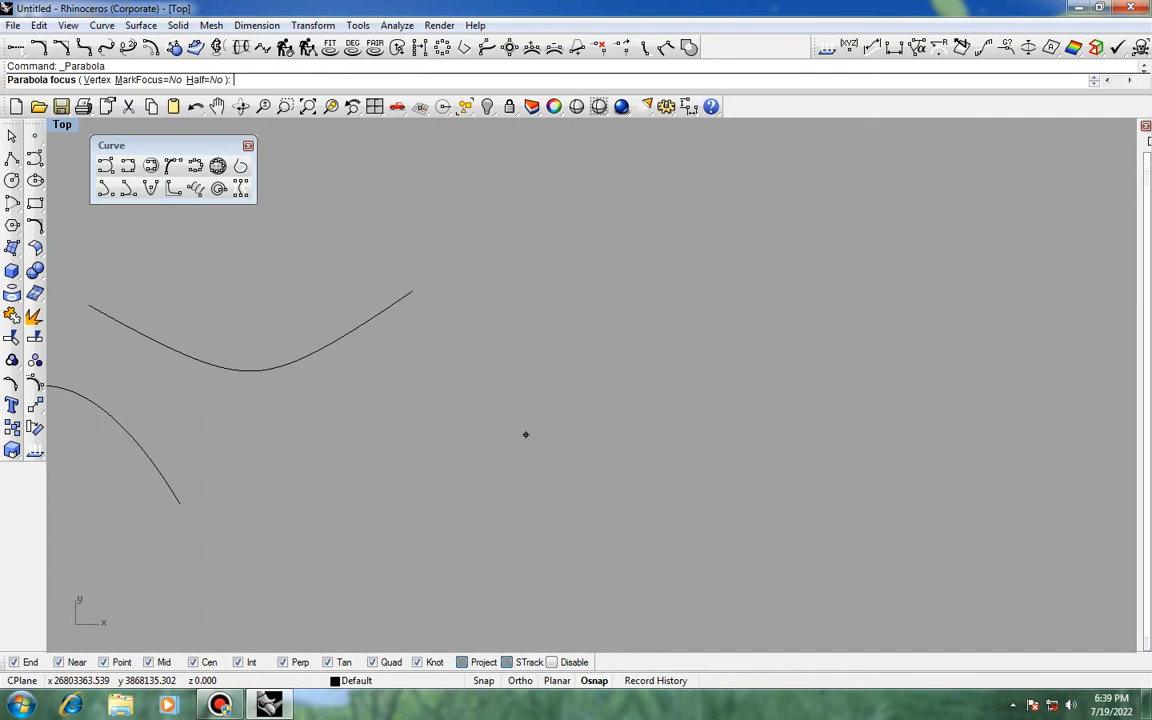 Untitled - Rhinoceros (Corporate) - [Top]
File Edit View Curve Surface Solid Mesh Dimension Transform Tools Analyze Render Help
Command: _Parabola
Parabola focus ( Vertex MarkFocus=No Half=No ):
Top
Curve
y
x
End Near Point Mid Cen Int Perp Tan Quad Knot Project STrack Disable
CPlane x 26803363.539 y 3868135.302 z 0.000 Default Snap Ortho Planar Osnap Record History
6:39 PM
7/19/2022